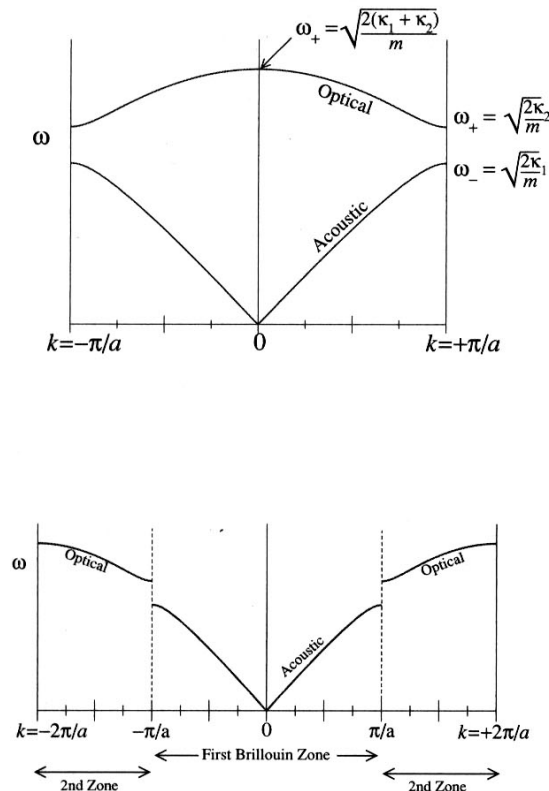 ω₊ = √(2(κ₁ + κ₂)/m)
Optical
ω₊ = √(2κ₂/m)
ω
ω₋ = √(2κ₁/m)
Acoustic
k=−π/a 0 k=+π/a
ω
Optical Optical
Acoustic
k=−2π/a −π/a 0 π/a k=+2π/a
First Brillouin Zone
2nd Zone 2nd Zone